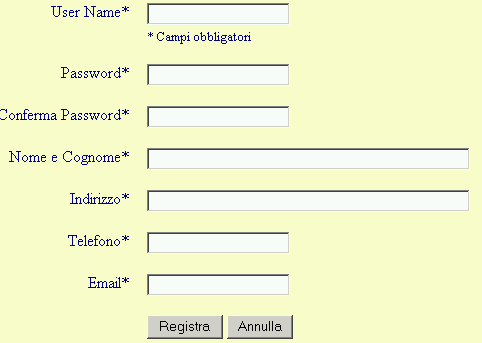 User Name*
* Campi obbligatori
Password*
Conferma Password*
Nome e Cognome*
Indirizzo*
Telefono*
Email*
Registra Annulla